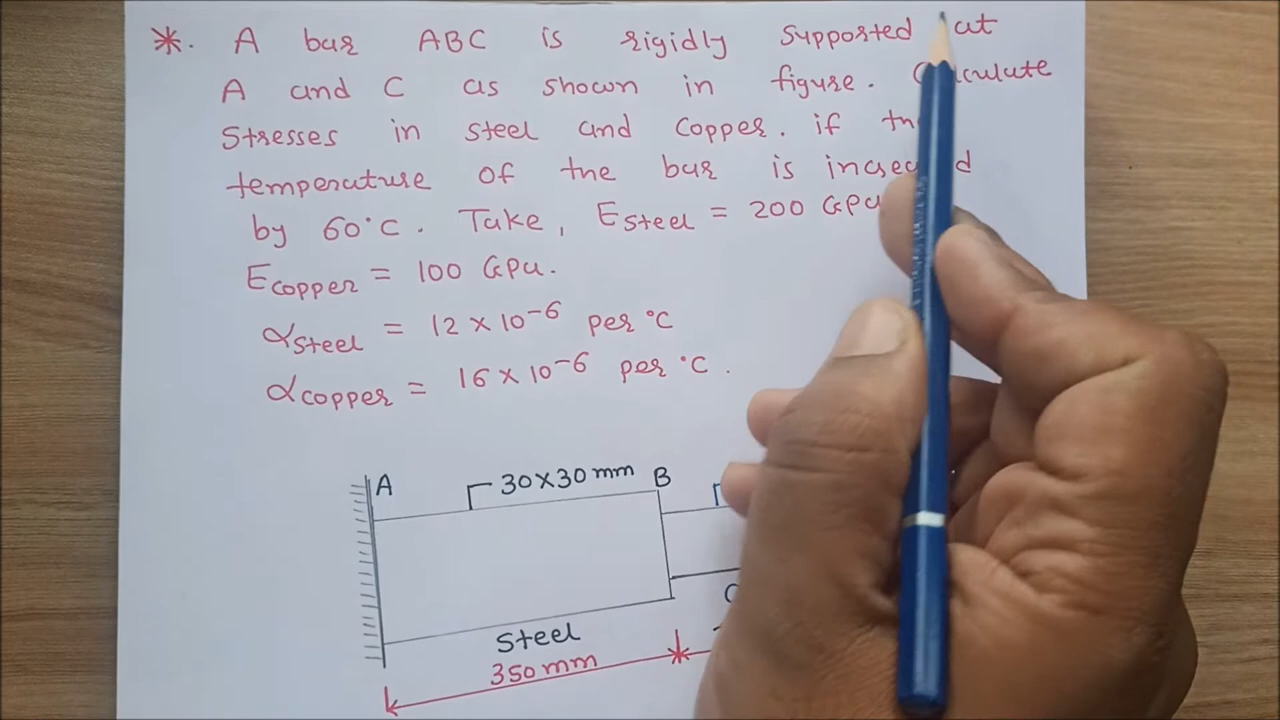 *. A bar ABC is rigidly supported at
A and C as shown in figure.
Stresses in steel and copper. if
temperature of the bar is
by 60°C. Take, Esteel = 200 GPa
Ecopper = 100 GPa.
αsteel = 12 × 10⁻⁶ per °C
αcopper = 16 × 10⁻⁶ per °C.
A 30×30 mm B
Steel
350 mm